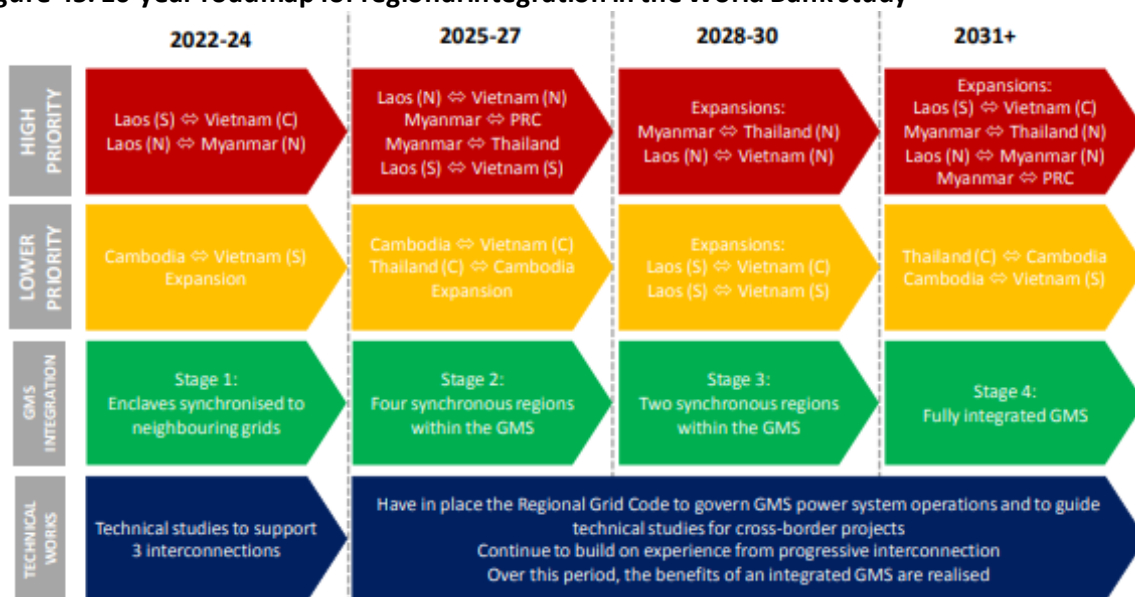 2022-24
2025-27
2028-30
2031+
HIGH
PRIORITY
Laos (S) ⇔ Vietnam (C)
Laos (N) ⇔ Myanmar (N)
Laos (N) ⇔ Vietnam (N)
Myanmar ⇔ PRC
Myanmar ⇔ Thailand
Laos (S) ⇔ Vietnam (S)
Expansions:
Myanmar ⇔ Thailand (N)
Laos (N) ⇔ Vietnam (N)
Expansions:
Laos (S) ⇔ Vietnam (C)
Myanmar ⇔ Thailand (N)
Laos (N) ⇔ Myanmar (N)
Myanmar ⇔ PRC
LOWER
PRIORITY
Cambodia ⇔ Vietnam (S)
Expansion
Cambodia ⇔ Vietnam (C)
Thailand (C) ⇔ Cambodia
Expansion
Expansions:
Laos (S) ⇔ Vietnam (C)
Laos (S) ⇔ Vietnam (S)
Thailand (C) ⇔ Cambodia
Cambodia ⇔ Vietnam (S)
GMS
INTEGRATION
Stage 1:
Enclaves synchronised to
neighbouring grids
Stage 2:
Four synchronous regions
within the GMS
Stage 3:
Two synchronous regions
within the GMS
Stage 4:
Fully integrated GMS
TECHNICAL
WORKS
Technical studies to support
3 interconnections
Have in place the Regional Grid Code to govern GMS power system operations and to guide
technical studies for cross-border projects
Continue to build on experience from progressive interconnection
Over this period, the benefits of an integrated GMS are realised